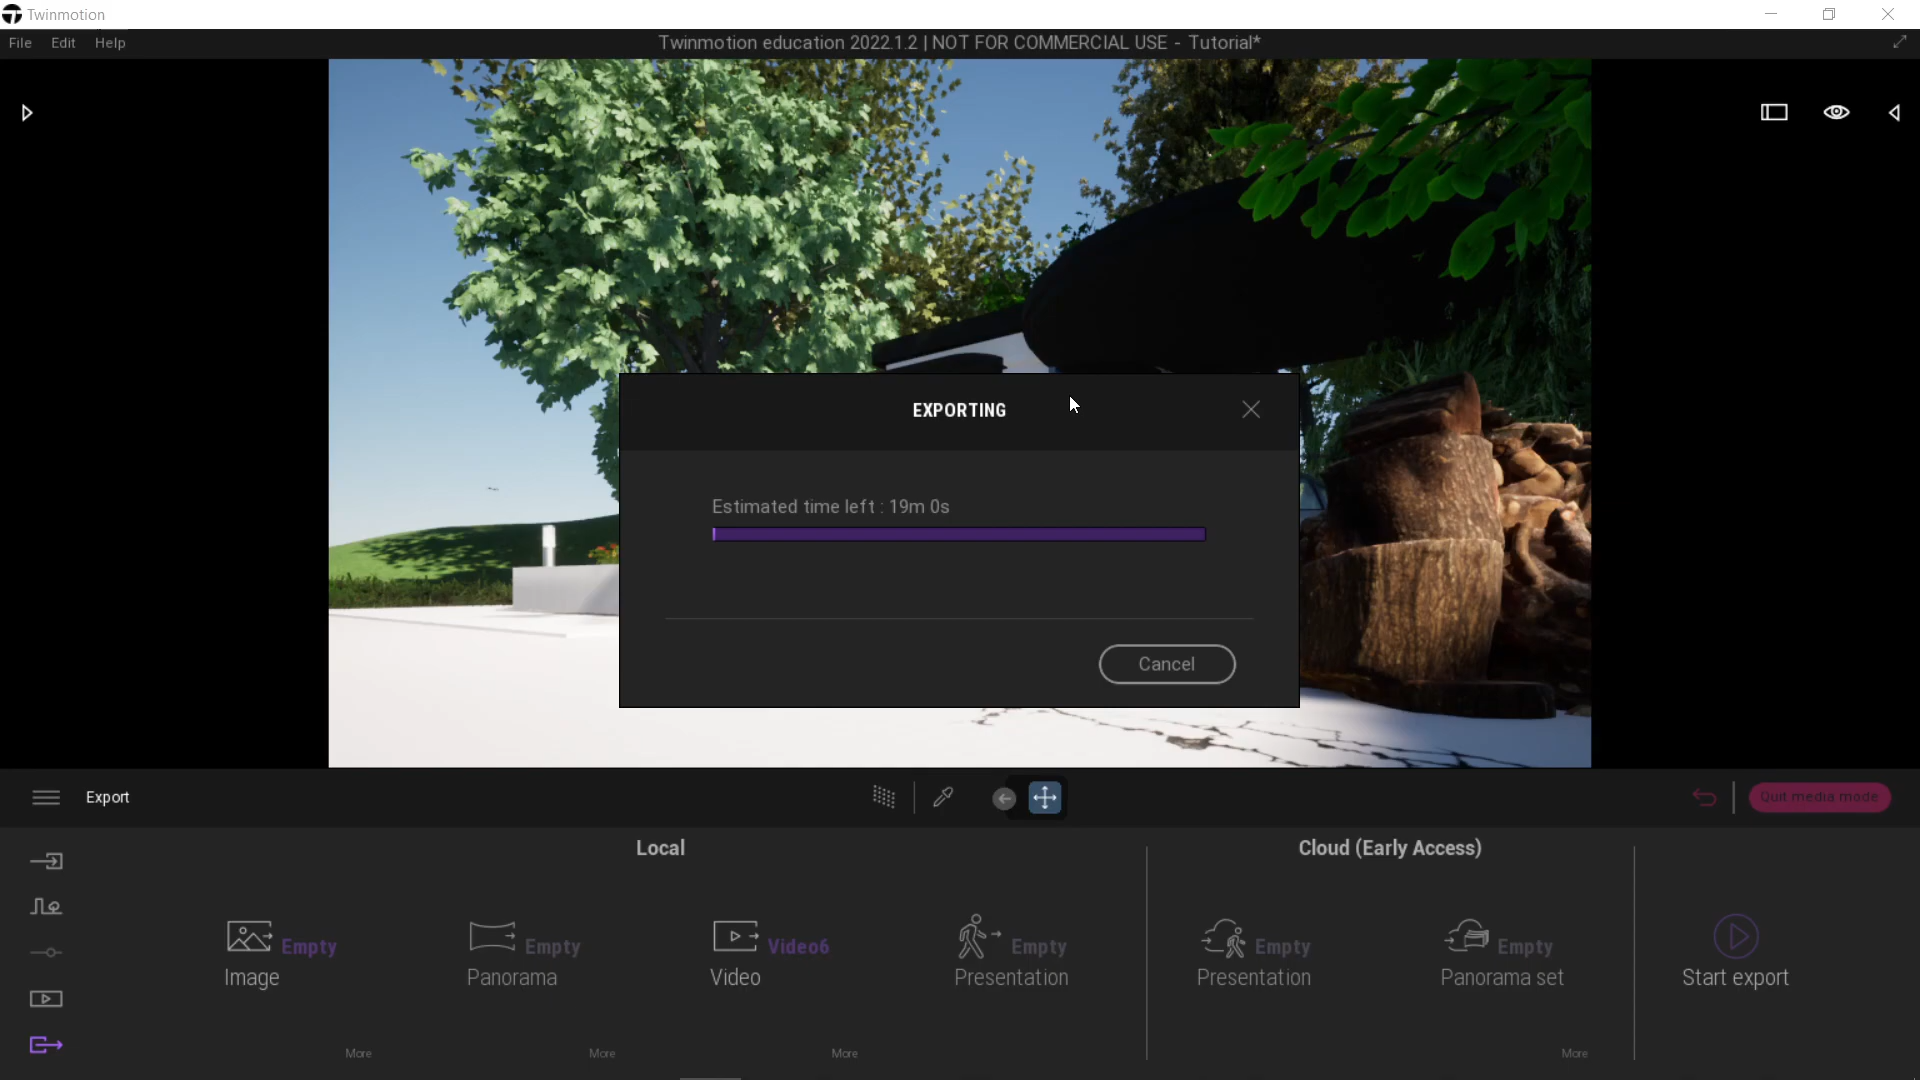 Twinmotion
File Edit Help
Twinmotion education 2022.1.2 | NOT FOR COMMERCIAL USE - Tutorial*
EXPORTING
Estimated time left : 19m 0s
Cancel
Export
Quit media mode
Local
Cloud (Early Access)
Empty
Image
More
Empty
Panorama
More
Video6
Video
More
Empty
Presentation
Empty
Presentation
Empty
Panorama set
More
Start export